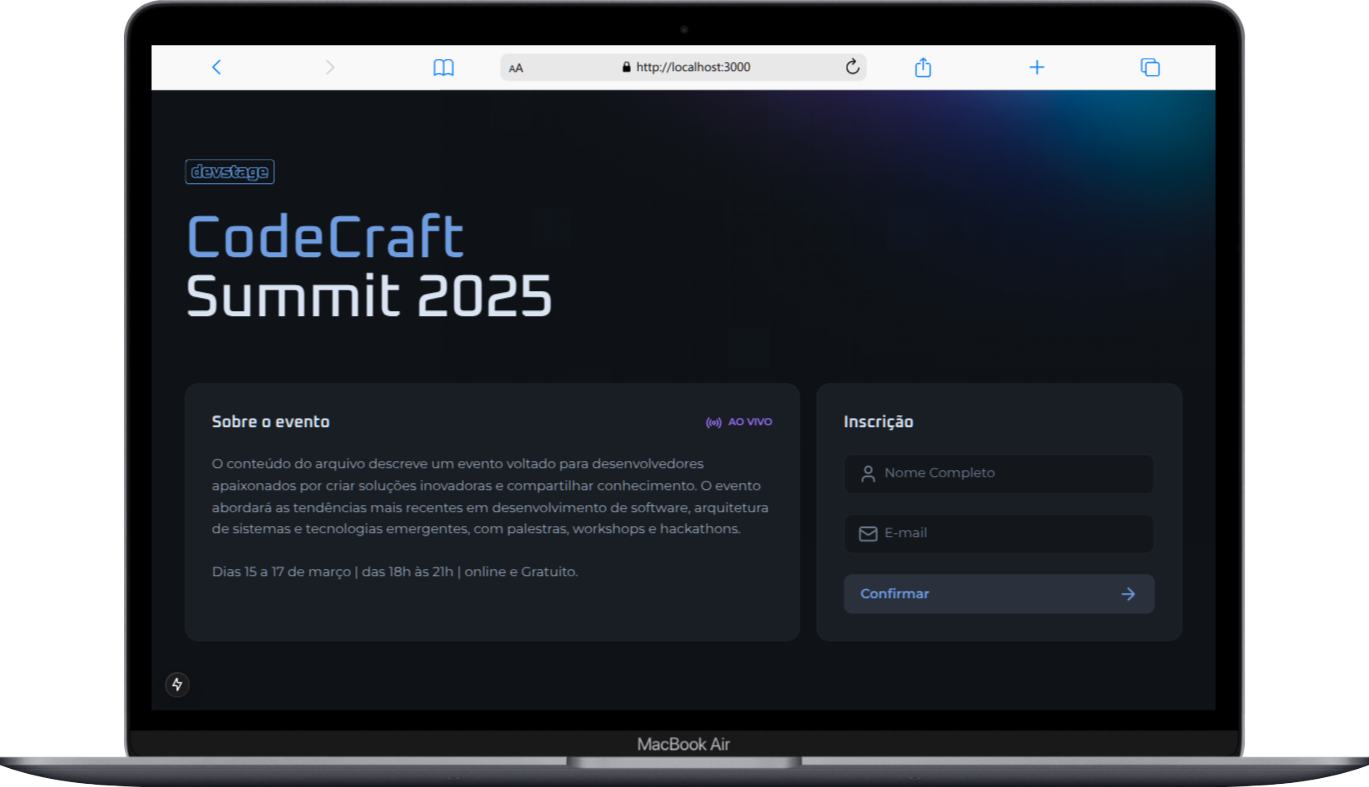 AA
http://localhost:3000
devstage
CodeCraft
Summit 2025
Sobre o evento
AO VIVO
O conteúdo do arquivo descreve um evento voltado para desenvolvedores
apaixonados por criar soluções inovadoras e compartilhar conhecimento. O evento
abordará as tendências mais recentes em desenvolvimento de software, arquitetura
de sistemas e tecnologias emergentes, com palestras, workshops e hackathons.
Dias 15 a 17 de março | das 18h às 21h | online e Gratuito.
Inscrição
Nome Completo
E-mail
Confirmar
MacBook Air